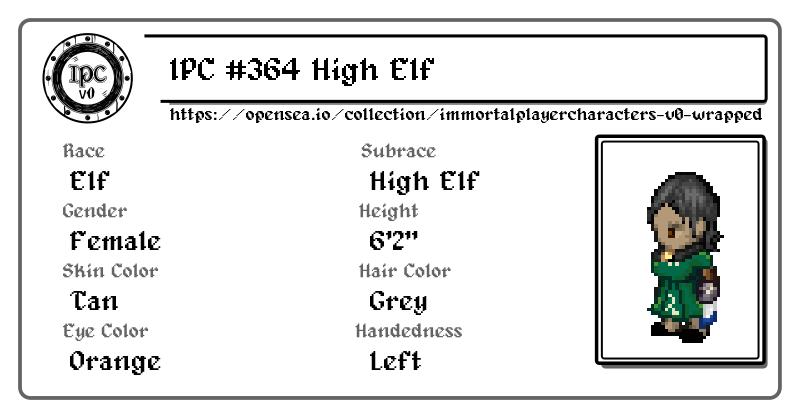 IPC
v0
IPC #364 High Elf
https://opensea.io/collection/immortalplayercharacters-v0-wrapped
Race
Elf
Subrace
High Elf
Gender
Female
Height
6'2"
Skin Color
Tan
Hair Color
Grey
Eye Color
Orange
Handedness
Left